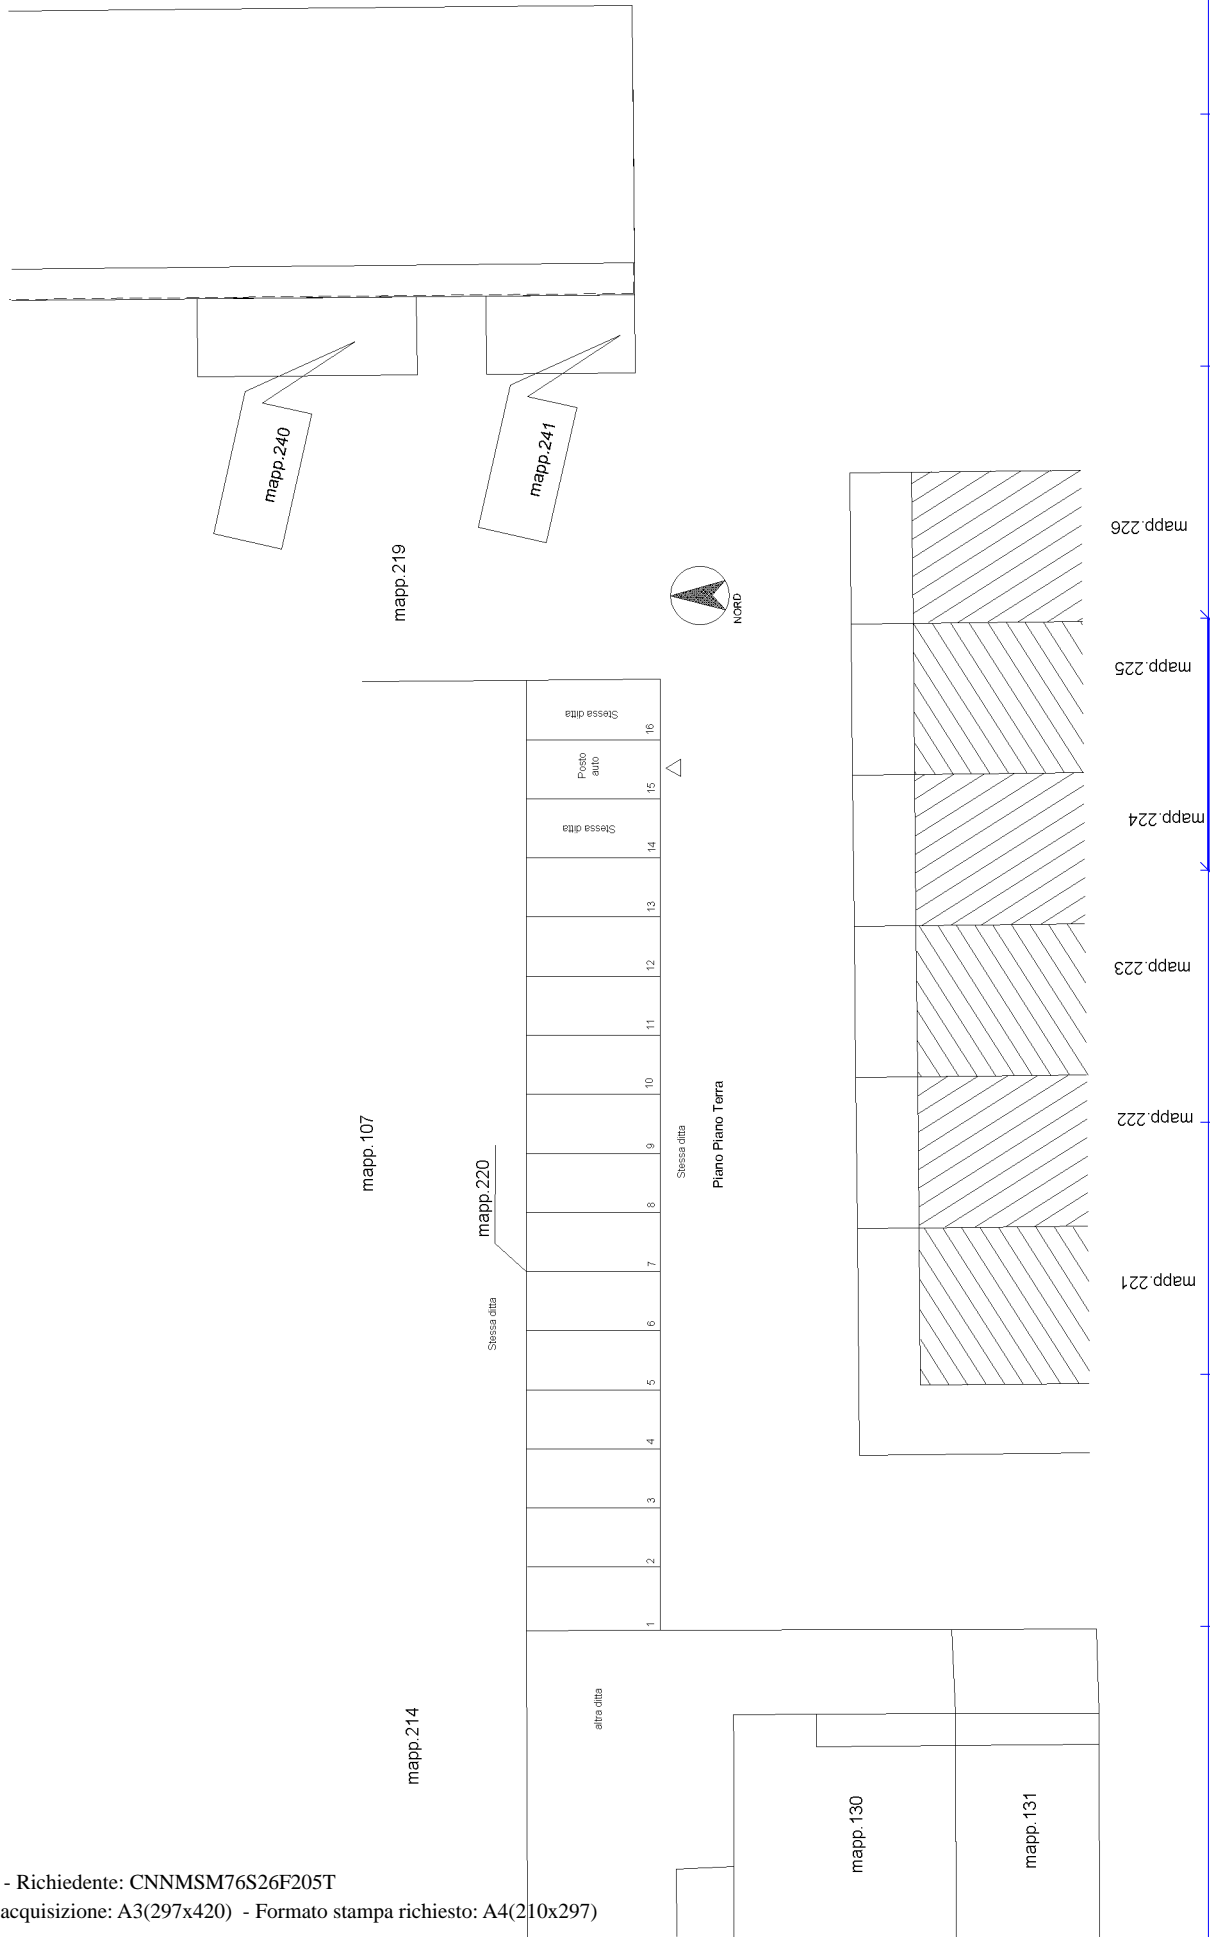 mapp.240
mapp.241
mapp.219
NORD
mapp.226
mapp.225
mapp.224
mapp.223
mapp.222
mapp.221
Stessa ditta
16
Posto
auto
15
Stessa ditta
14
13
12
11
10
9
8
7
6
5
4
3
2
1
mapp.107
mapp.220
Stessa ditta
Stessa ditta
Piano Piano Terra
mapp.214
altra ditta
mapp.130
mapp.131
- Richiedente: CNNMSM76S26F205T
acquisizione: A3(297x420) - Formato stampa richiesto: A4(210x297)